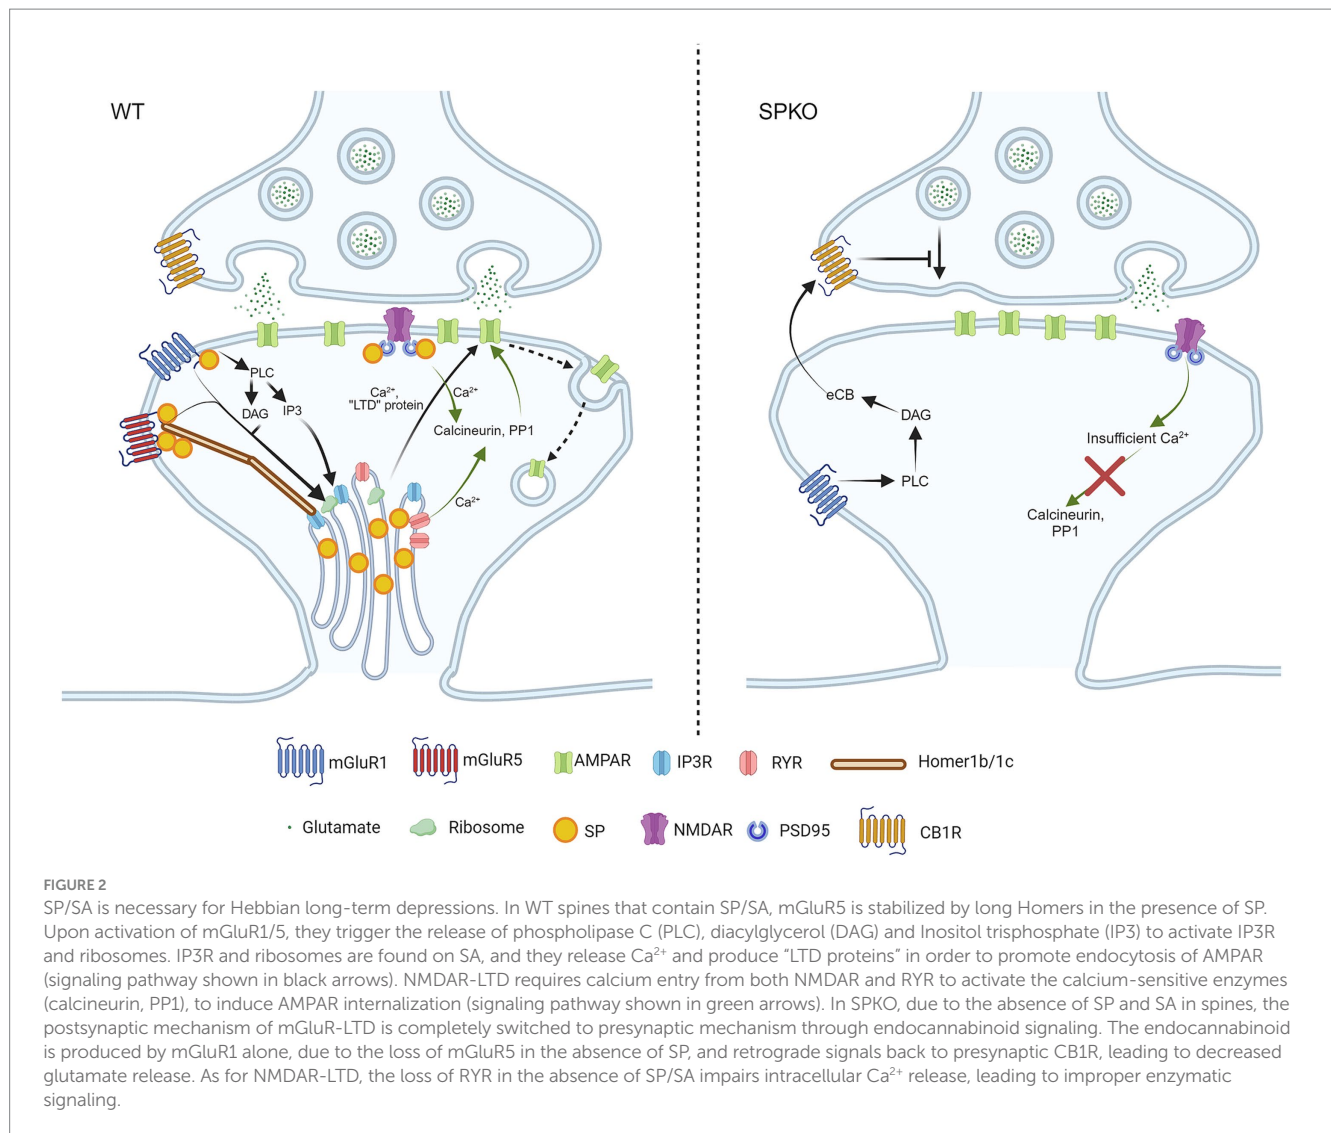 WT
SPKO
PLC
DAG
IP3
Ca²⁺,
"LTD" protein
Ca²⁺
Calcineurin, PP1
Ca²⁺
eCB
DAG
PLC
Insufficient Ca²⁺
Calcineurin,
PP1
mGluR1
mGluR5
AMPAR
IP3R
RYR
Homer1b/1c
Glutamate
Ribosome
SP
NMDAR
PSD95
CB1R
FIGURE 2
SP/SA is necessary for Hebbian long-term depressions. In WT spines that contain SP/SA, mGluR5 is stabilized by long Homers in the presence of SP.
Upon activation of mGluR1/5, they trigger the release of phospholipase C (PLC), diacylglycerol (DAG) and Inositol trisphosphate (IP3) to activate IP3R
and ribosomes. IP3R and ribosomes are found on SA, and they release Ca²⁺ and produce "LTD proteins" in order to promote endocytosis of AMPAR
(signaling pathway shown in black arrows). NMDAR-LTD requires calcium entry from both NMDAR and RYR to activate the calcium-sensitive enzymes
(calcineurin, PP1), to induce AMPAR internalization (signaling pathway shown in green arrows). In SPKO, due to the absence of SP and SA in spines, the
postsynaptic mechanism of mGluR-LTD is completely switched to presynaptic mechanism through endocannabinoid signaling. The endocannabinoid
is produced by mGluR1 alone, due to the loss of mGluR5 in the absence of SP, and retrograde signals back to presynaptic CB1R, leading to decreased
glutamate release. As for NMDAR-LTD, the loss of RYR in the absence of SP/SA impairs intracellular Ca²⁺ release, leading to improper enzymatic
signaling.